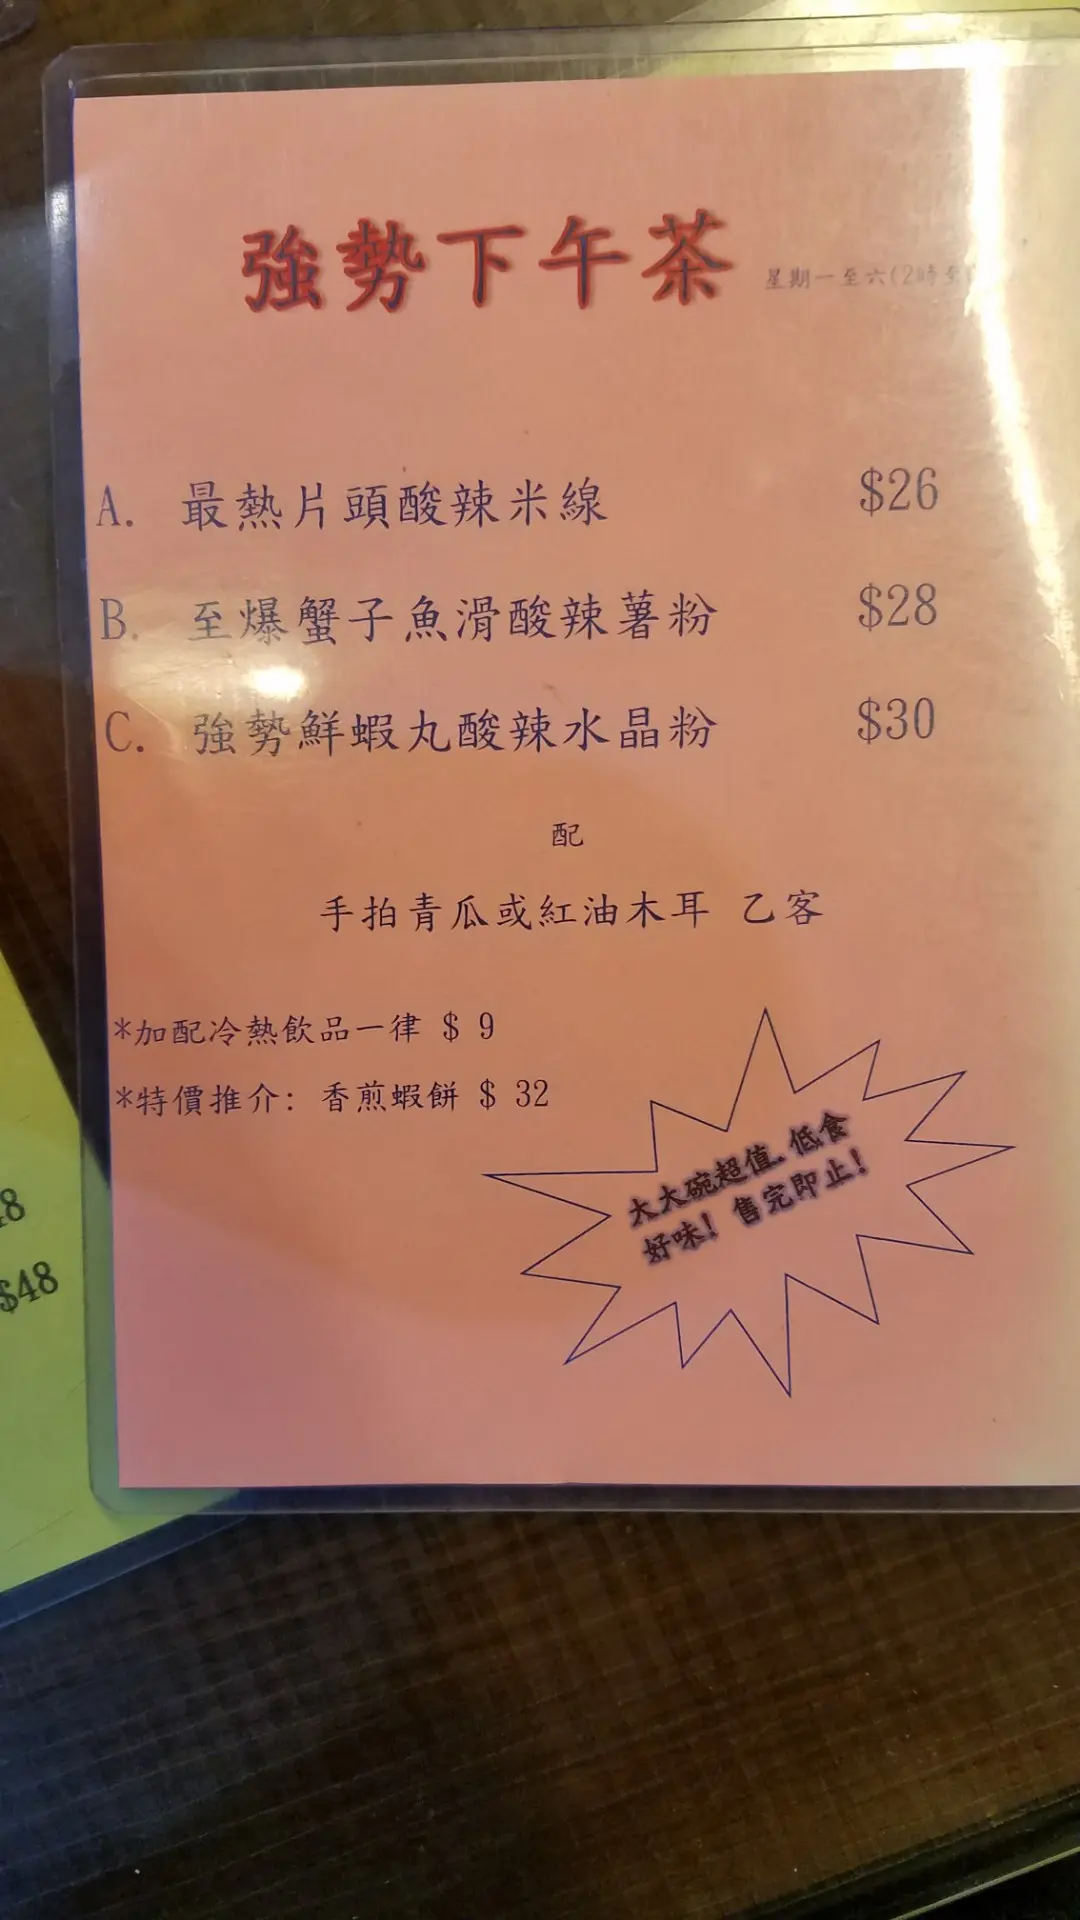 強勢下午茶 星期一至六(2時至
A. 最熱片頭酸辣米線 $26
B. 至爆蟹子魚滑酸辣薯粉 $28
C. 強勢鮮蝦丸酸辣水晶粉 $30
配
手拍青瓜或紅油木耳 乙客
*加配冷熱飲品一律 $ 9
*特價推介: 香煎蝦餅 $ 32
大大碗超值.低食
好味! 售完即止!
8
$48